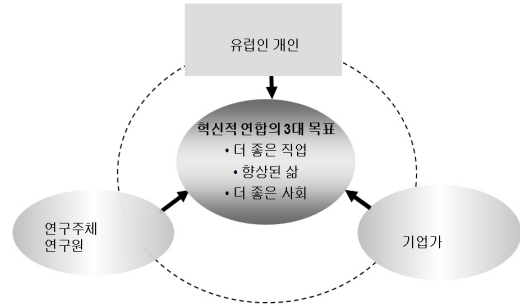 유럽인 개인
혁신적 연합의 3대 목표
• 더 좋은 직업
• 향상된 삶
• 더 좋은 사회
연구주체
연구원
기업가